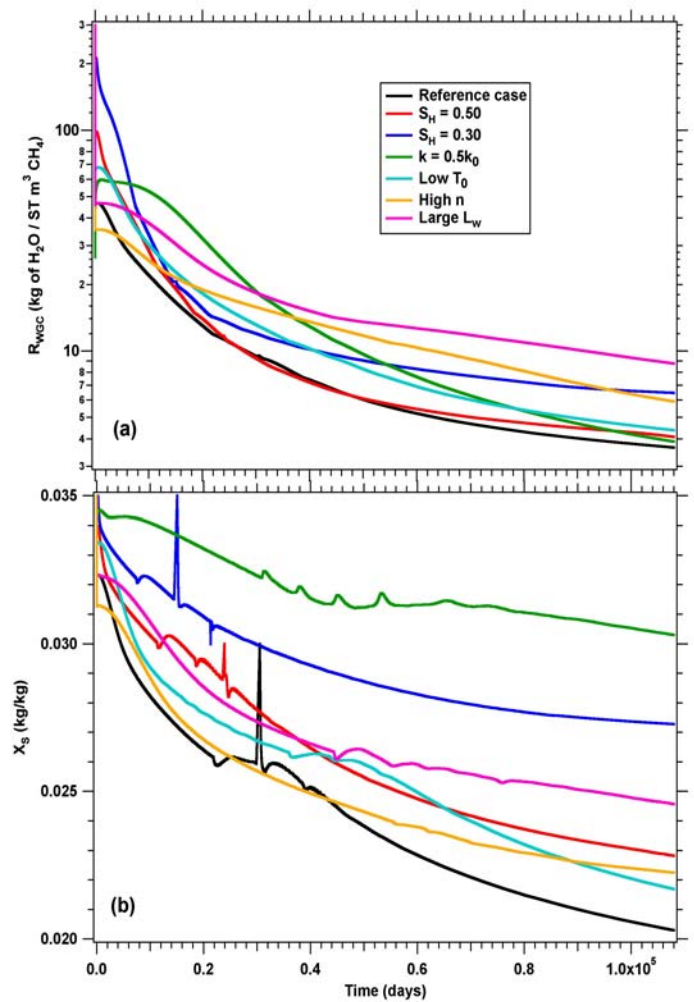 3
2
100
8
7
6
5
4
3
2
10
8
7
6
5
4
3
R_WGC (kg of H₂O / ST m³ CH₄)
Reference case
S_H = 0.50
S_H = 0.30
k = 0.5k₀
Low T₀
High n
Large L_w
(a)
0.035
0.030
0.025
0.020
X_S (kg/kg)
(b)
0.0 0.2 0.4 0.6 0.8 1.0x10⁵
Time (days)